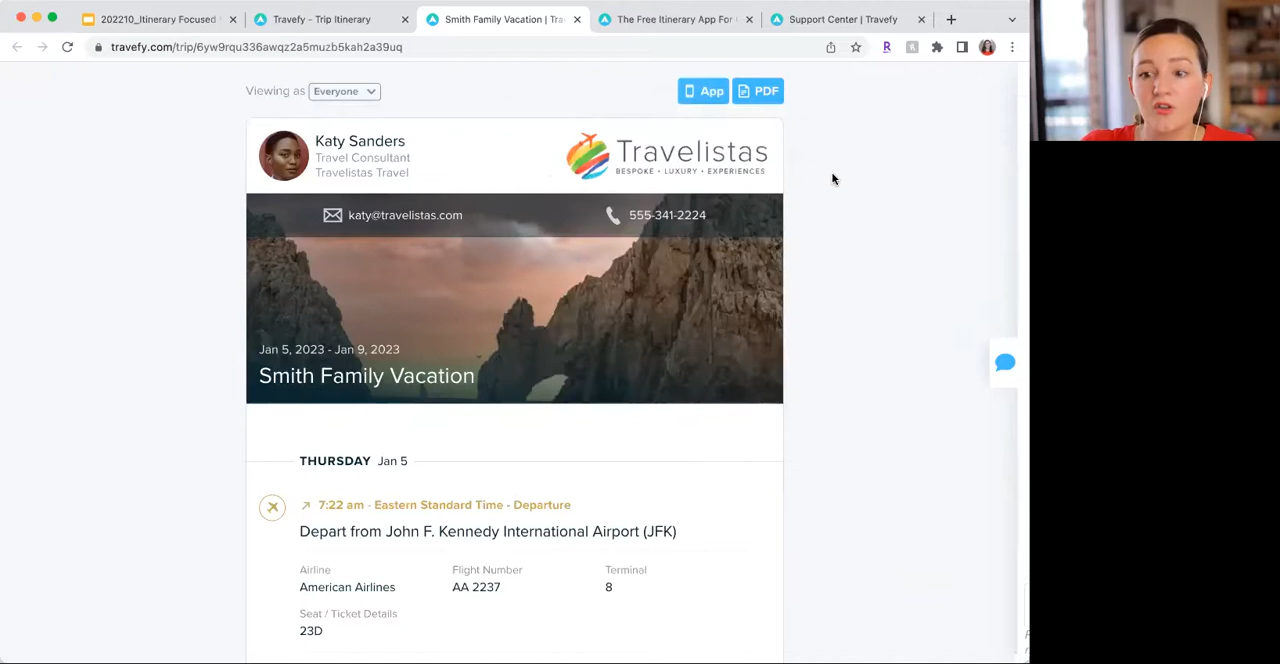 202210_Itinerary Focused
Travefy – Trip Itinerary
Smith Family Vacation | Tra
The Free Itinerary App For
Support Center | Travefy
travefy.com/trip/6yw9rqu336awqz2a5muzb5kah2a39uq
R
Viewing as Everyone
App
PDF
Katy Sanders
Travel Consultant
Travelistas Travel
Travelistas
BESPOKE • LUXURY • EXPERIENCES
katy@travelistas.com
555-341-2224
Jan 5, 2023 - Jan 9, 2023
Smith Family Vacation
THURSDAY Jan 5
7:22 am - Eastern Standard Time - Departure
Depart from John F. Kennedy International Airport (JFK)
Airline
Flight Number
Terminal
American Airlines
AA 2237
8
Seat / Ticket Details
23D